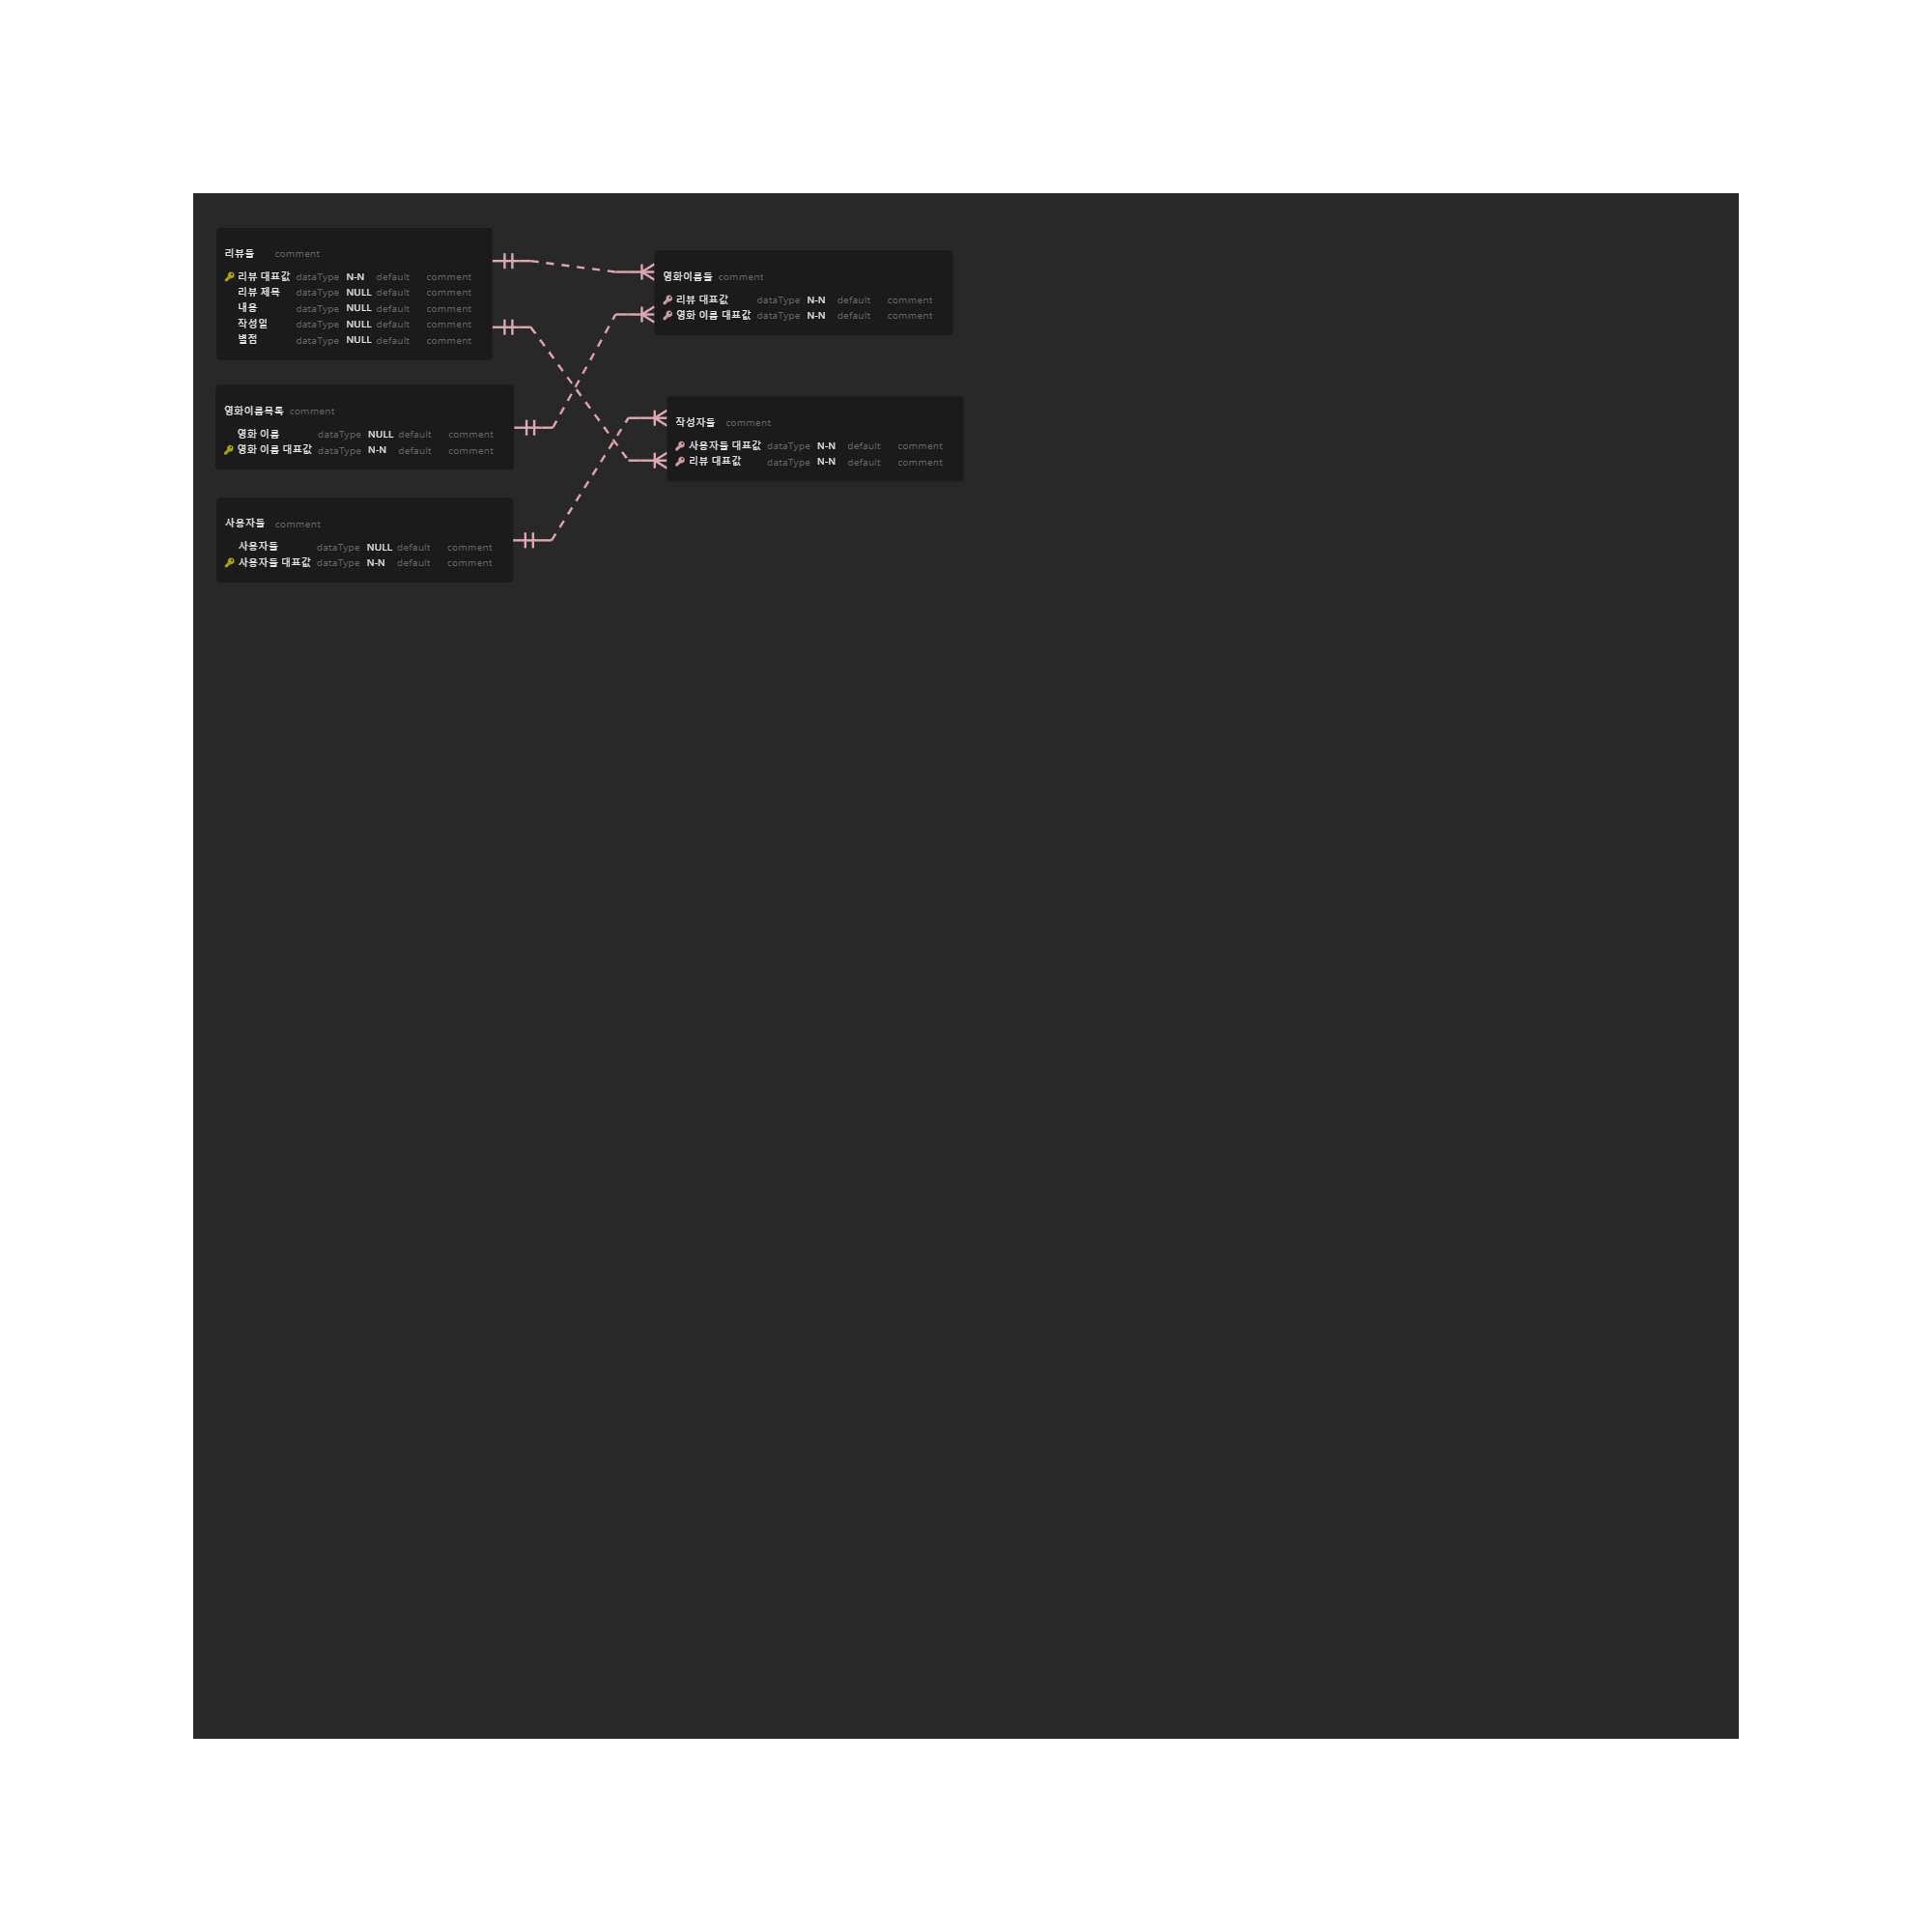 리뷰들 comment
리뷰 대표값 dataType N-N default comment
리뷰 제목 dataType NULL default comment
내용 dataType NULL default comment
작성일 dataType NULL default comment
별점 dataType NULL default comment
영화이름목록 comment
영화 이름 dataType NULL default comment
영화 이름 대표값 dataType N-N default comment
사용자들 comment
사용자들 dataType NULL default comment
사용자들 대표값 dataType N-N default comment
영화이름들 comment
리뷰 대표값 dataType N-N default comment
영화 이름 대표값 dataType N-N default comment
작성자들 comment
사용자들 대표값 dataType N-N default comment
리뷰 대표값 dataType N-N default comment